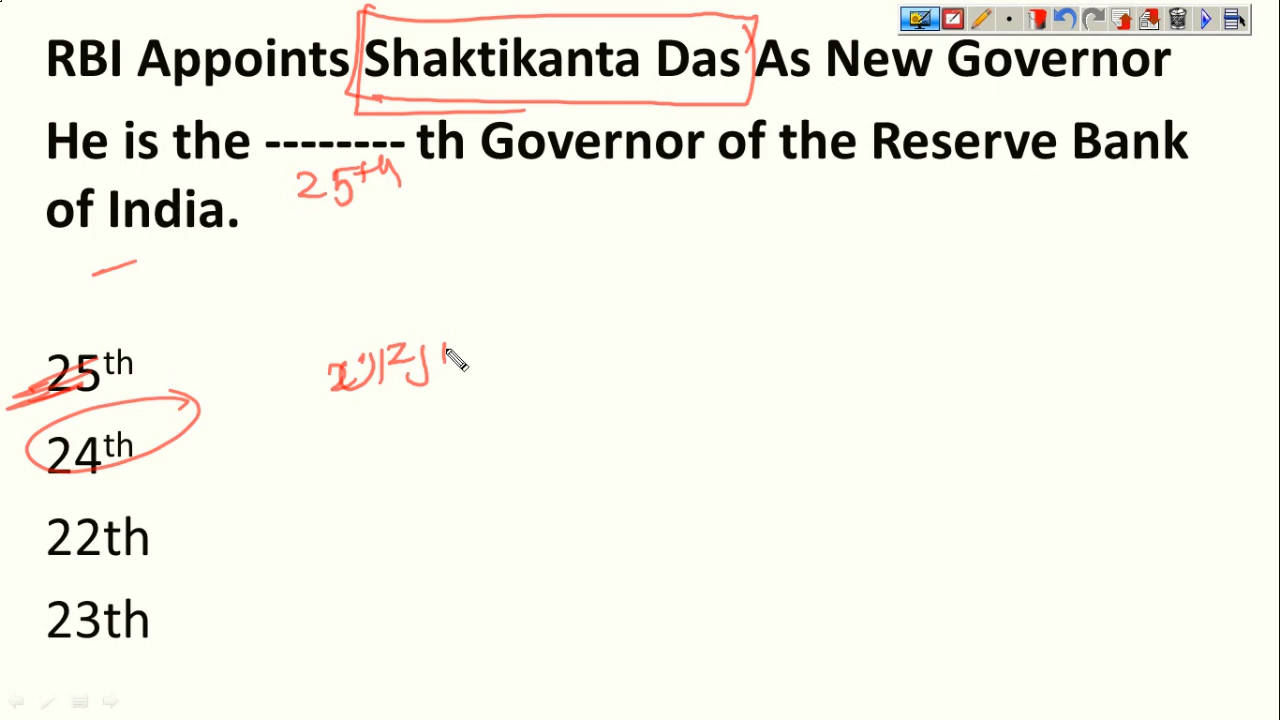 RBI Appoints Shaktikanta Das As New Governor
He is the -------- th Governor of the Reserve Bank
25th
of India.
25th
24th
22th
23th